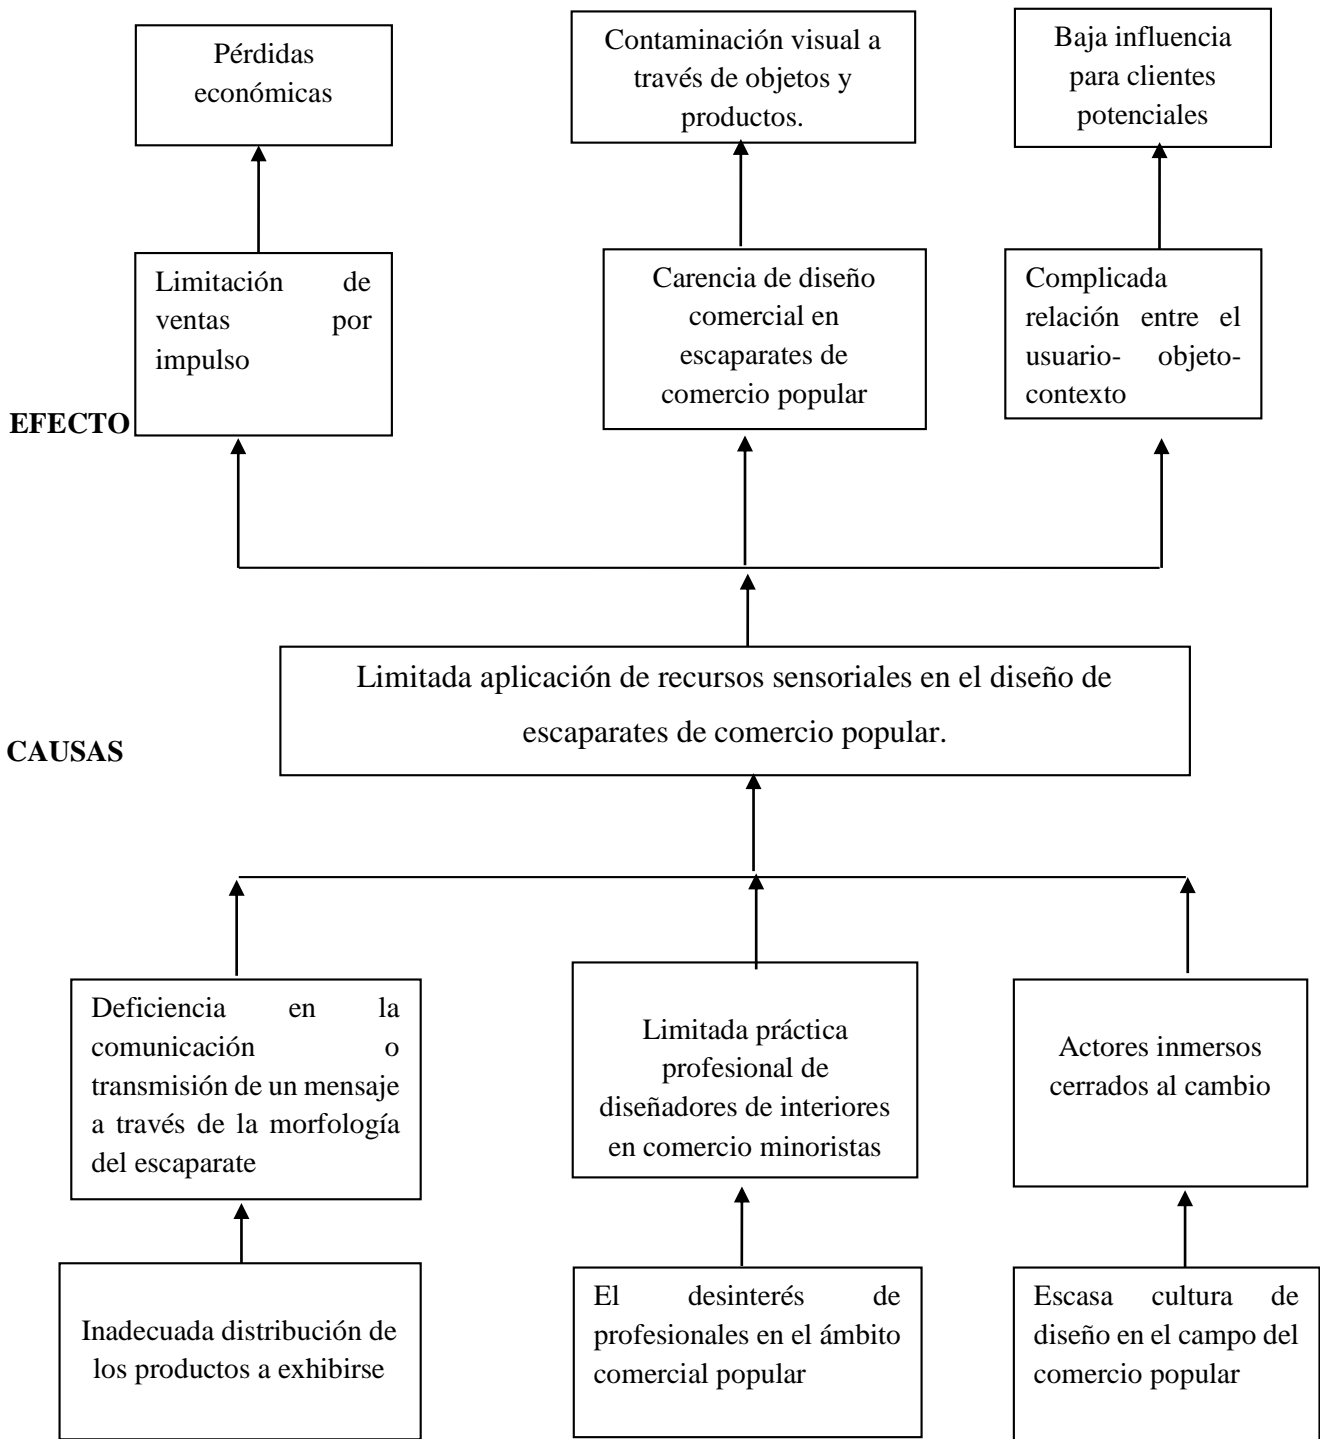 Pérdidas
económicas
Contaminación visual a
través de objetos y
productos.
Baja influencia
para clientes
potenciales
Limitación de
ventas por
impulso
Carencia de diseño
comercial en
escaparates de
comercio popular
Complicada
relación entre el
usuario- objeto-
contexto
EFECTO
Limitada aplicación de recursos sensoriales en el diseño de
escaparates de comercio popular.
CAUSAS
Deficiencia en la
comunicación o
transmisión de un mensaje
a través de la morfología
del escaparate
Limitada práctica
profesional de
diseñadores de interiores
en comercio minoristas
Actores inmersos
cerrados al cambio
Inadecuada distribución de
los productos a exhibirse
El desinterés de
profesionales en el ámbito
comercial popular
Escasa cultura de
diseño en el campo del
comercio popular